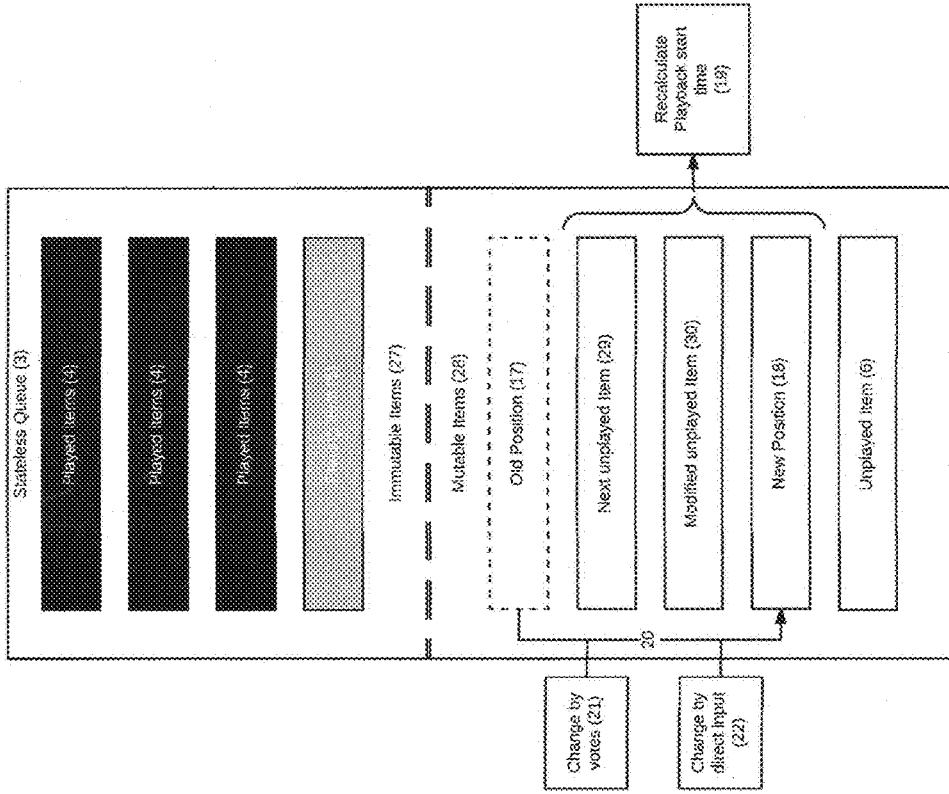 Stateless Queue (3)
Played Items (4)
Played Items (4)
Played Items (4)
Immutable Items (27)
Mutable Items (28)
Old Position (17)
Next unplayed Item (29)
Modified unplayed Item (30)
New Position (18)
Unplayed Item (6)
20
Change by
votes (21)
Change by
direct input
(22)
Recalculate
Playback start
time
(19)